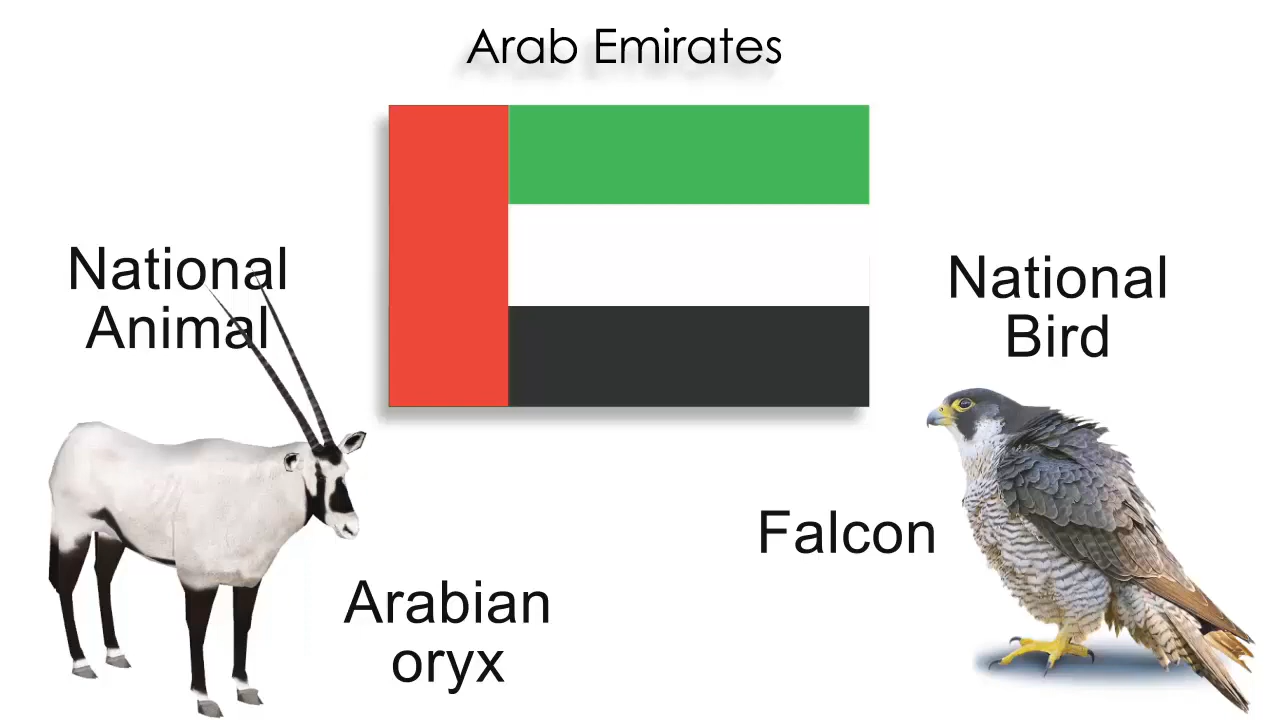 Arab Emirates
National
Animal
National
Bird
Falcon
Arabian
oryx